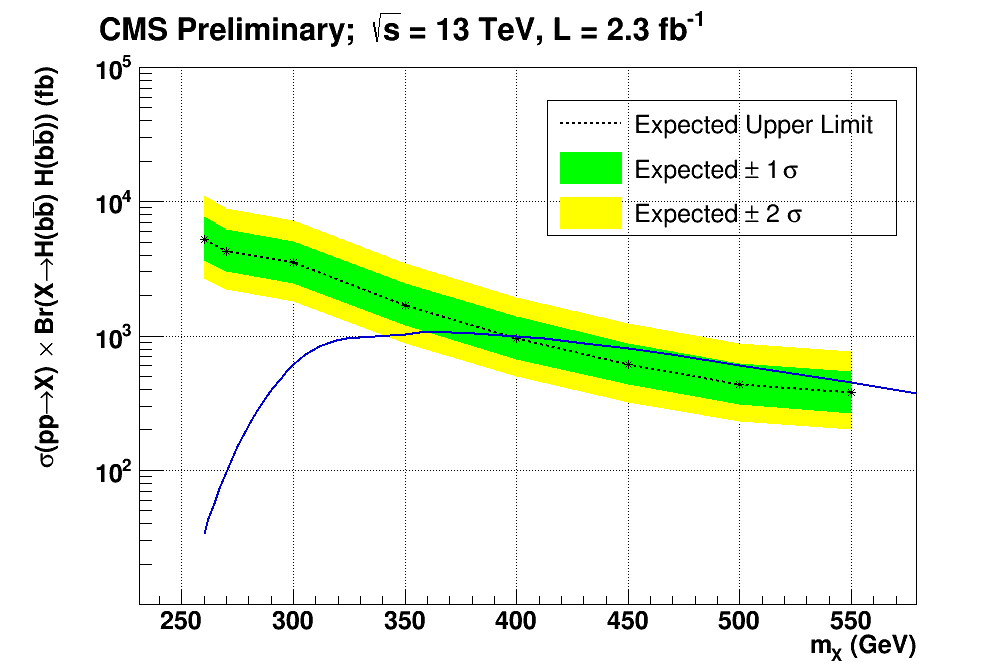 CMS Preliminary; √s = 13 TeV, L = 2.3 fb⁻¹
σ(pp→X) × Br(X→H(bb̅) H(bb̅)) (fb)
10⁵
10⁴
10³
10²
Expected Upper Limit
Expected ± 1 σ
Expected ± 2 σ
250 300 350 400 450 500 550
m_X (GeV)